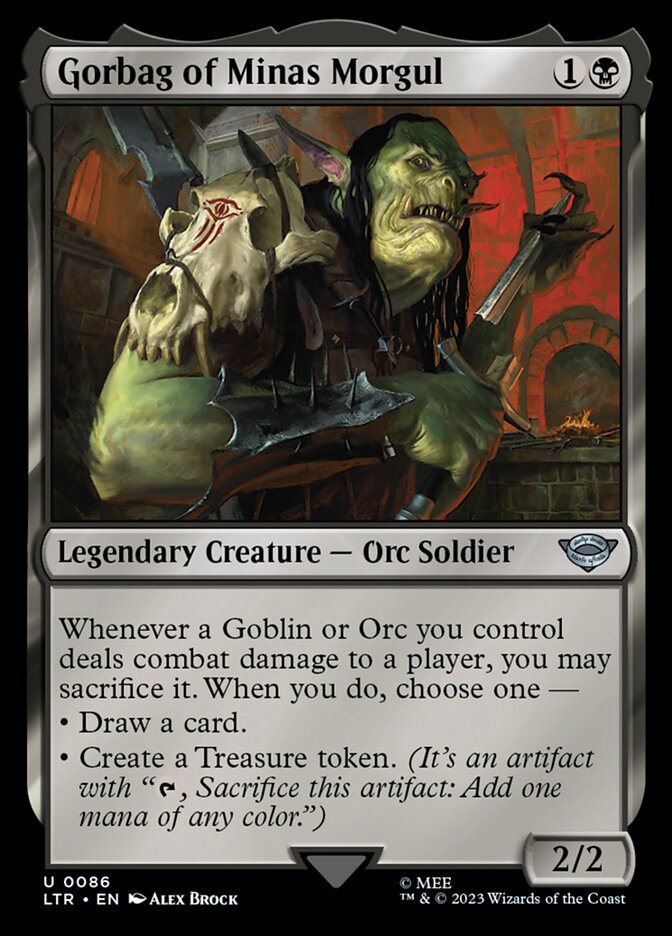 Gorbag of Minas Morgul 1
Legendary Creature — Orc Soldier
Whenever a Goblin or Orc you control
deals combat damage to a player, you may
sacrifice it. When you do, choose one —
• Draw a card.
• Create a Treasure token. (It's an artifact
with “, Sacrifice this artifact: Add one
mana of any color.”)
2/2
U 0086
LTR • EN Alex Brock
© MEE
™ & © 2023 Wizards of the Coast